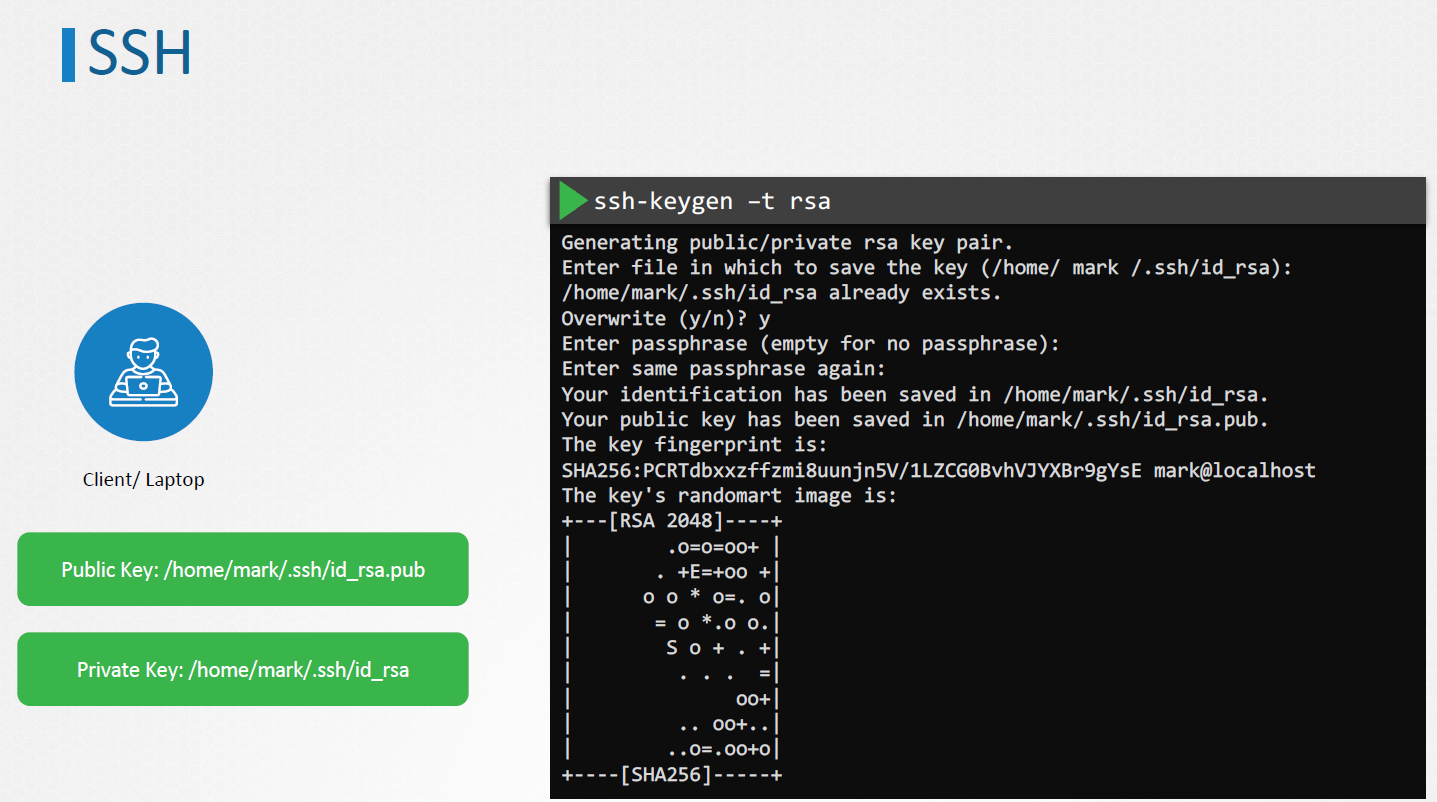 SSH
ssh-keygen –t rsa
Generating public/private rsa key pair.
Enter file in which to save the key (/home/ mark /.ssh/id_rsa):
/home/mark/.ssh/id_rsa already exists.
Overwrite (y/n)? y
Enter passphrase (empty for no passphrase):
Enter same passphrase again:
Your identification has been saved in /home/mark/.ssh/id_rsa.
Your public key has been saved in /home/mark/.ssh/id_rsa.pub.
The key fingerprint is:
SHA256:PCRTdbxxzffzmi8uunjn5V/1LZCG0BvhVJYXBr9gYsE mark@localhost
The key's randomart image is:
+---[RSA 2048]----+
|        .o=o=oo+ |
|       . +E=+oo +|
|      o o * o=. o|
|       = o *.o o.|
|        S o + . +|
|         . . .  =|
|              oo+|
|         .. oo+..|
|        ..o=.oo+o|
+----[SHA256]-----+
Client/ Laptop
Public Key: /home/mark/.ssh/id_rsa.pub
Private Key: /home/mark/.ssh/id_rsa